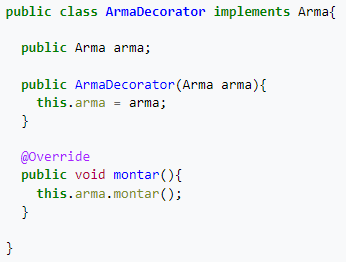 public class ArmaDecorator implements Arma{
public Arma arma;
public ArmaDecorator(Arma arma){
this.arma = arma;
}
@Override
public void montar(){
this.arma.montar();
}
}